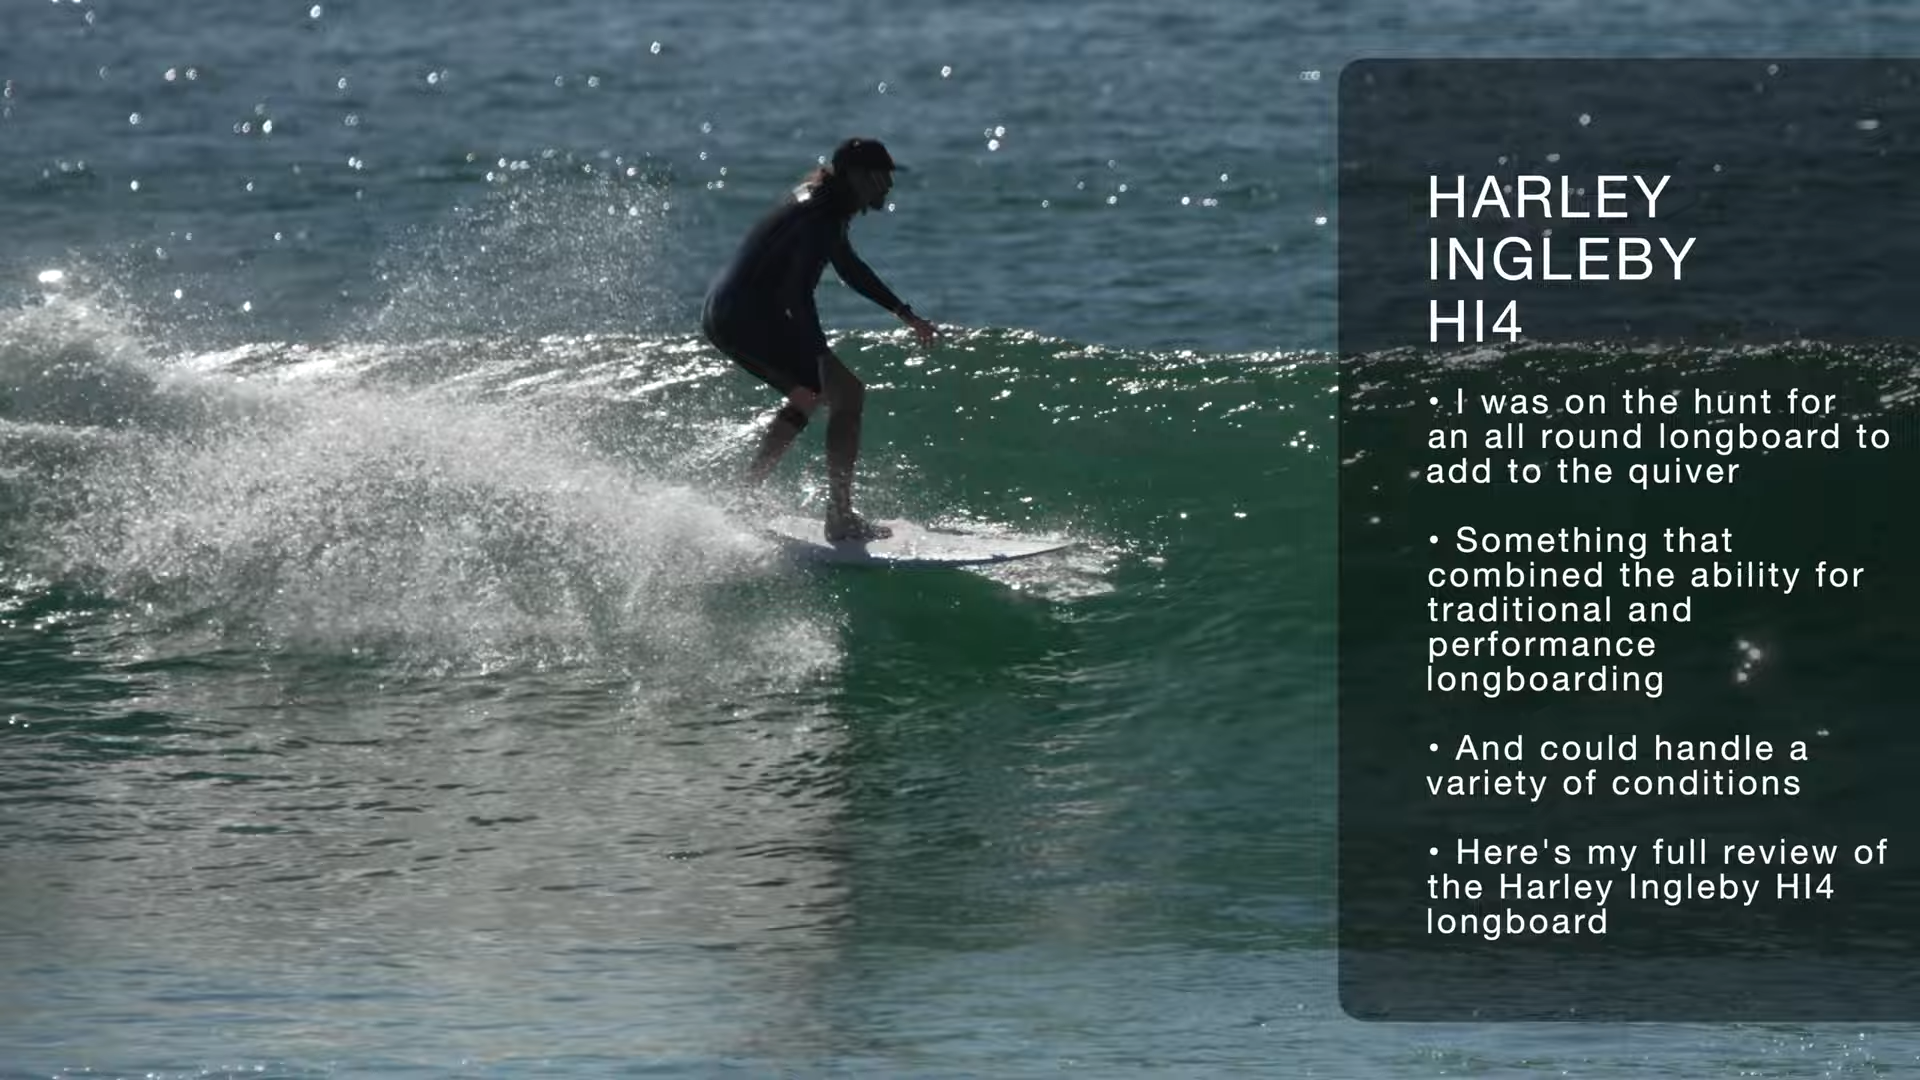 HARLEY
INGLEBY
HI4
• I was on the hunt for
an all round longboard to
add to the quiver
• Something that
combined the ability for
traditional and
performance
longboarding
• And could handle a
variety of conditions
• Here's my full review of
the Harley Ingleby HI4
longboard